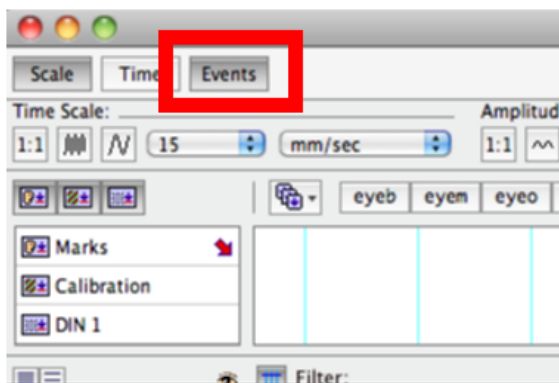 Scale Time Events
Time Scale: Amplitud
1:1 15 mm/sec 1:1
eyeb eyem eyeo
Marks
Calibration
DIN 1
Filter: